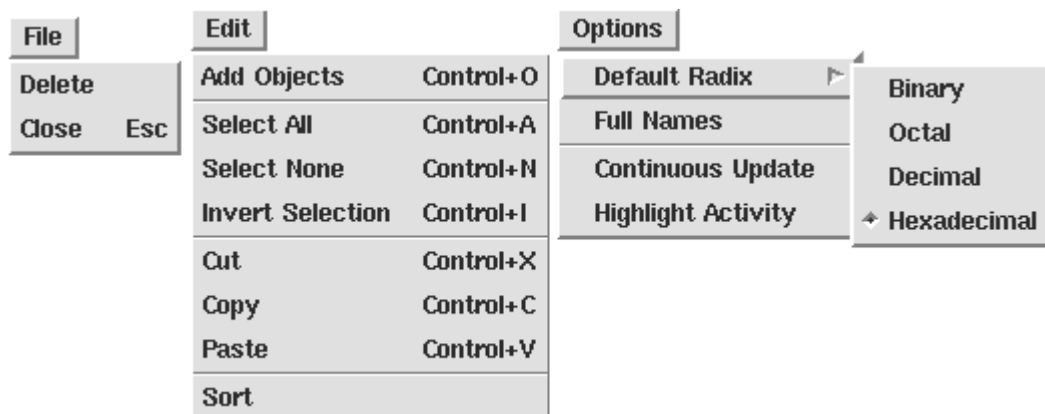 File
Delete
Close Esc
Edit
Add Objects Control+O
Select All Control+A
Select None Control+N
Invert Selection Control+I
Cut Control+X
Copy Control+C
Paste Control+V
Sort
Options
Default Radix
Full Names
Continuous Update
Highlight Activity
Binary
Octal
Decimal
Hexadecimal